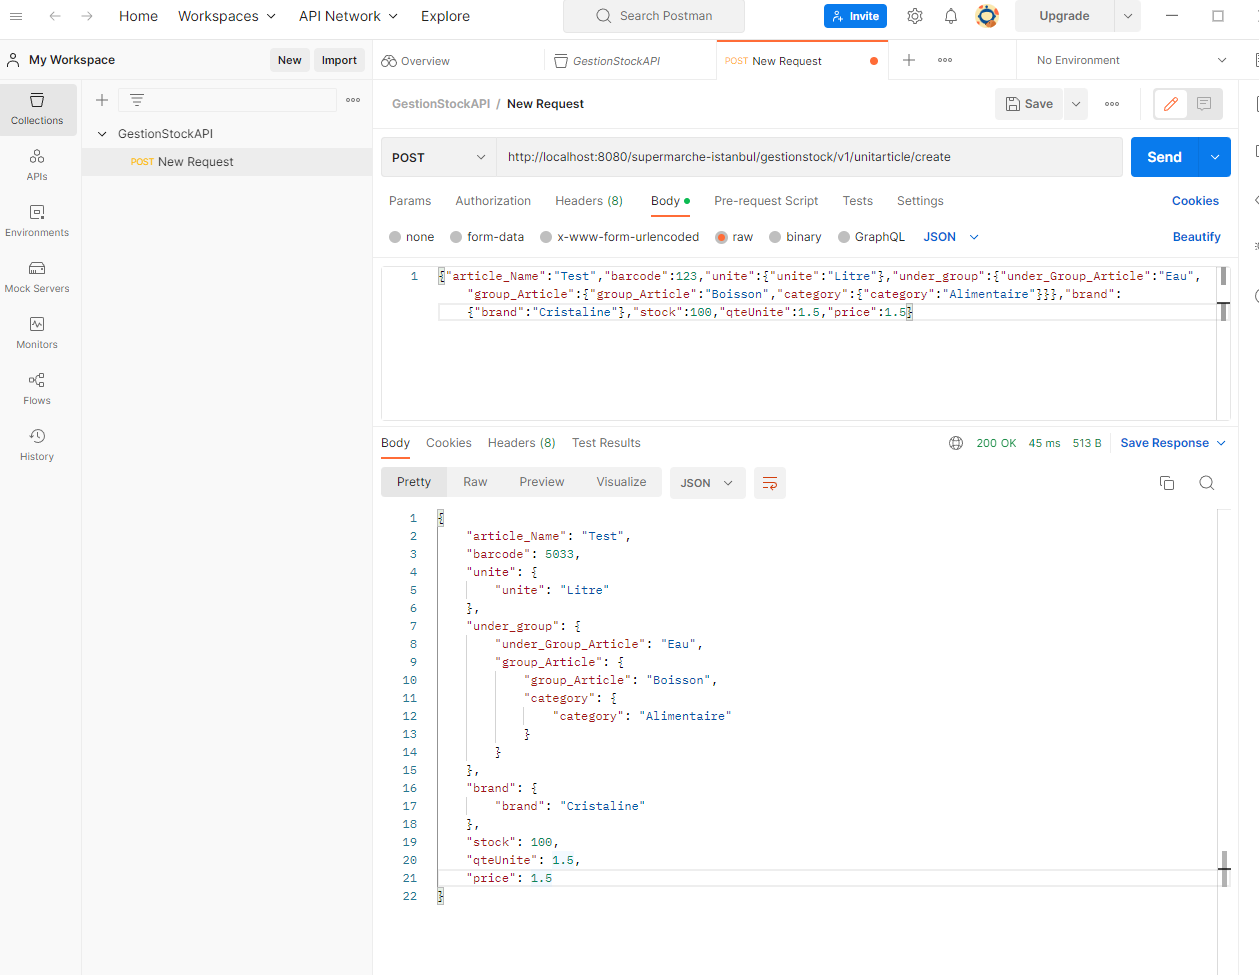 Home Workspaces API Network Explore Search Postman Invite Upgrade
My Workspace New Import Overview GestionStockAPI POST New Request No Environment
Collections
APIs
Environments
Mock Servers
Monitors
Flows
History
GestionStockAPI
POST New Request
GestionStockAPI / New Request Save
POST http://localhost:8080/supermarche-istanbul/gestionstock/v1/unitarticle/create Send
Params Authorization Headers (8) Body Pre-request Script Tests Settings Cookies
none form-data x-www-form-urlencoded raw binary GraphQL JSON Beautify
1 {"article_Name":"Test","barcode":123,"unite":{"unite":"Litre"},"under_group":{"under_Group_Article":"Eau",
"group_Article":{"group_Article":"Boisson","category":{"category":"Alimentaire"}}},"brand":
{"brand":"Cristaline"},"stock":100,"qteUnite":1.5,"price":1.5}
Body Cookies Headers (8) Test Results 200 OK 45 ms 513 B Save Response
Pretty Raw Preview Visualize JSON
1 {
2 "article_Name": "Test",
3 "barcode": 5033,
4 "unite": {
5 "unite": "Litre"
6 },
7 "under_group": {
8 "under_Group_Article": "Eau",
9 "group_Article": {
10 "group_Article": "Boisson",
11 "category": {
12 "category": "Alimentaire"
13 }
14 }
15 },
16 "brand": {
17 "brand": "Cristaline"
18 },
19 "stock": 100,
20 "qteUnite": 1.5,
21 "price": 1.5
22 }